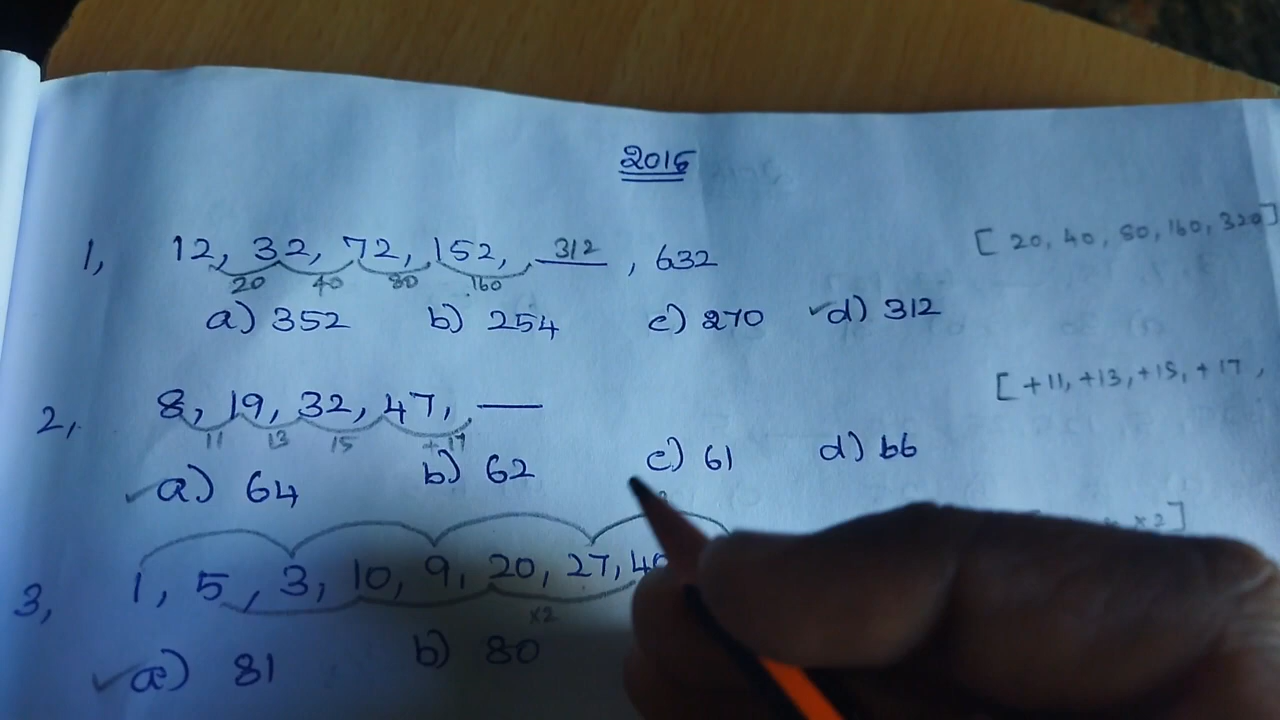 2016
1, 12, 32, 72, 152, 312, 632 [20, 40, 80, 160, 320]
20 40 80 160
a) 352 b) 254 c) 270 d) 312
2, 8, 19, 32, 47, — [+11, +13, +15, +17,
11 13 15 +17
a) 64 b) 62 c) 61 d) 66
×2]
3, 1, 5, 3, 10, 9, 20, 27, 40
×2
a) 81 b) 80